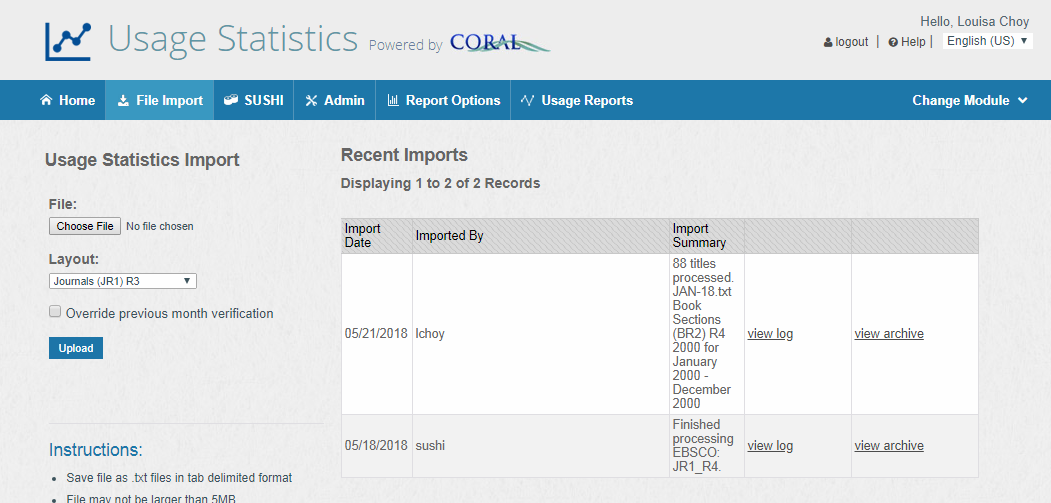 Hello, Louisa Choy
Usage Statistics Powered by CORAL
logout | Help | English (US)
Home File Import SUSHI Admin Report Options Usage Reports Change Module
Usage Statistics Import
File:
Choose File No file chosen
Layout:
Journals (JR1) R3
Override previous month verification
Upload
Instructions:
Save file as .txt files in tab delimited format
File may not be larger than 5MB
Recent Imports
Displaying 1 to 2 of 2 Records
Import
Date
Imported By
Import
Summary
05/21/2018
lchoy
88 titles
processed.
JAN-18.txt
Book
Sections
(BR2) R4
2000 for
January
2000 -
December
2000
view log
view archive
05/18/2018
sushi
Finished
processing
EBSCO:
JR1_R4.
view log
view archive